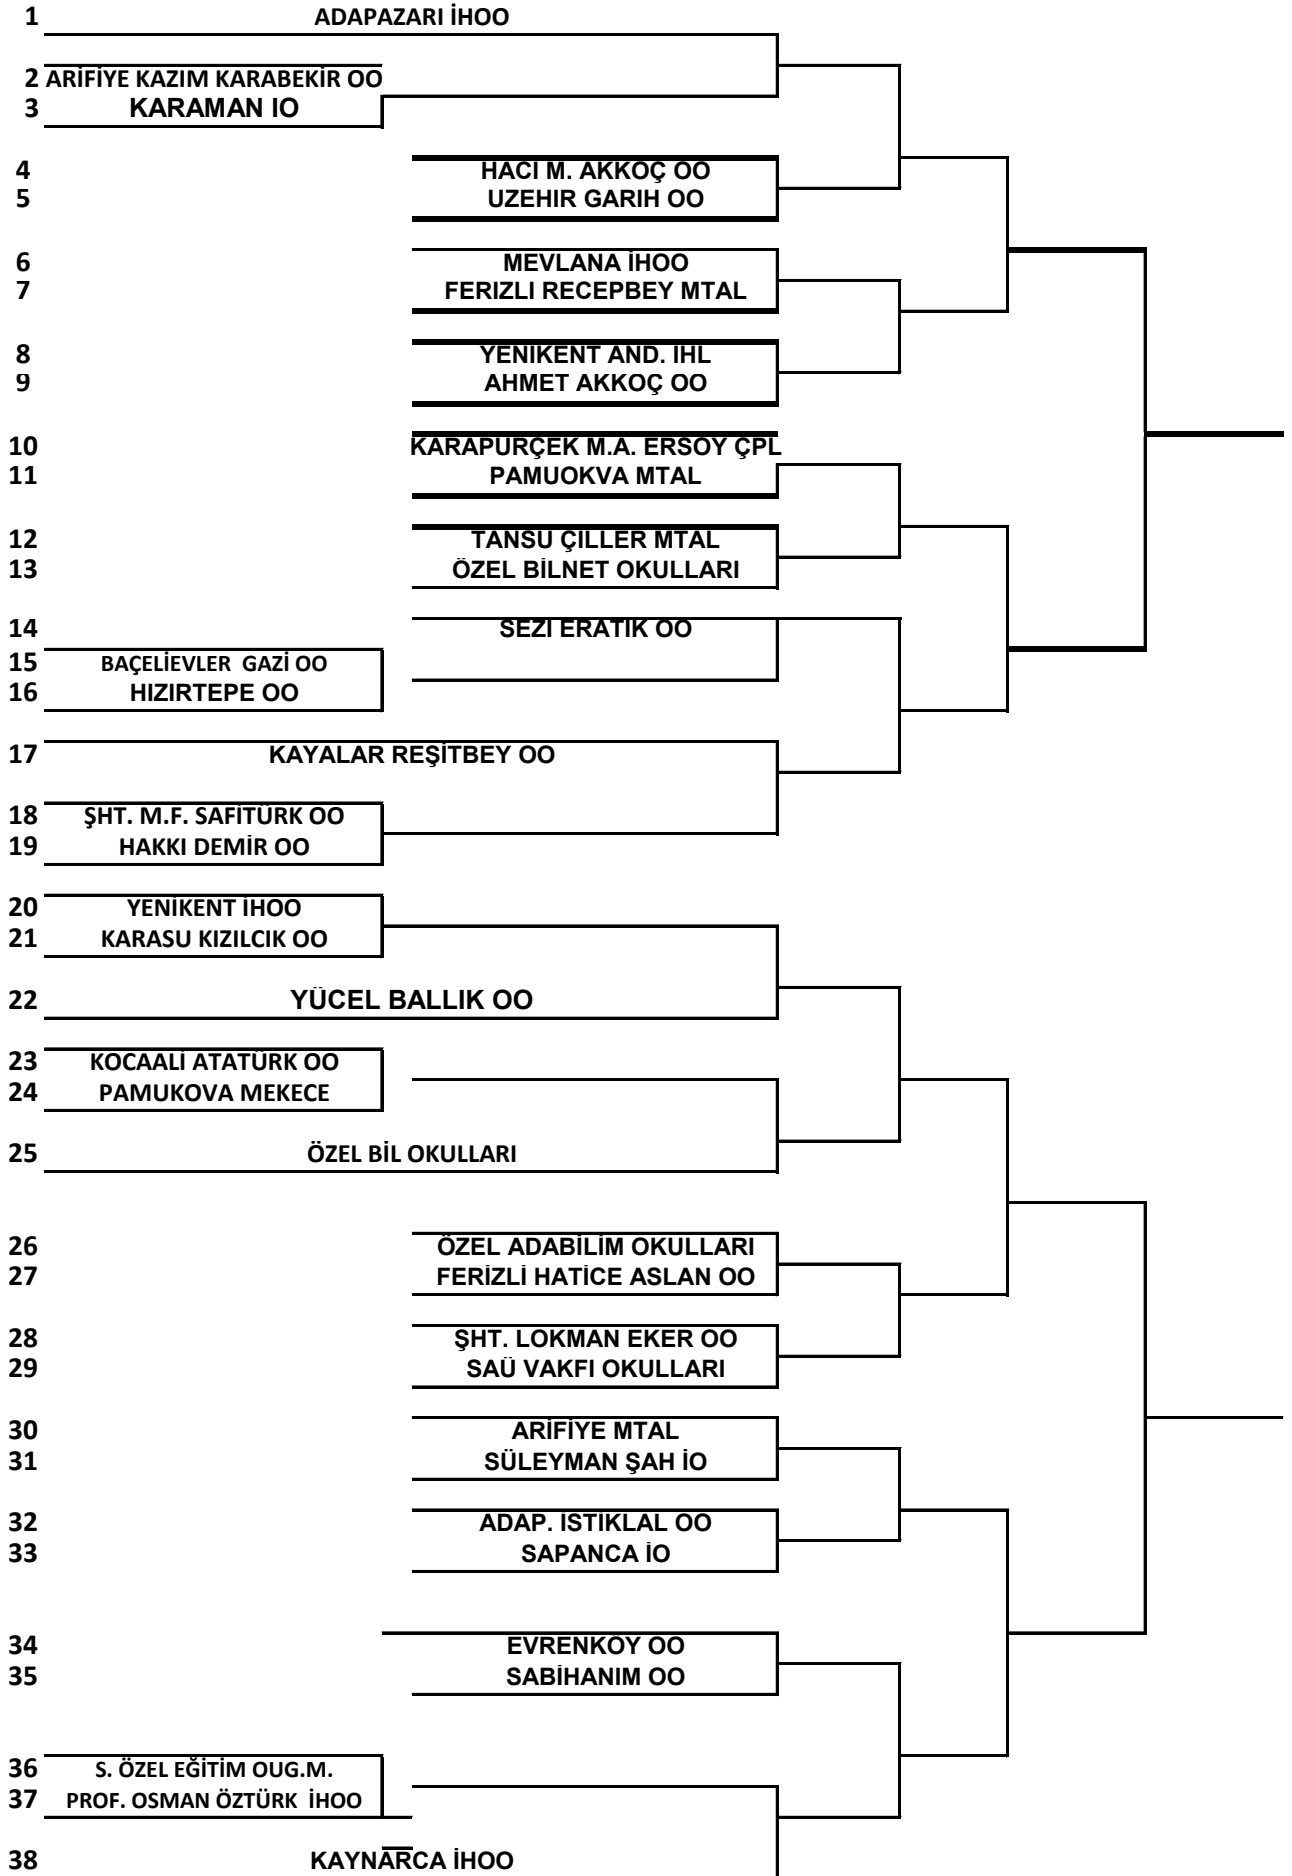 1 ADAPAZARI İHOO
2 ARİFİYE KAZIM KARABEKİR OO
3 KARAMAN IO
4 HACI M. AKKOÇ OO
5 UZEHIR GARIH OO
6 MEVLANA İHOO
7 FERIZLI RECEPBEY MTAL
8 YENIKENT AND. IHL
9 AHMET AKKOÇ OO
10 KARAPÜRÇEK M.A. ERSOY ÇPL
11 PAMUOKVA MTAL
12 TANSU ÇILLER MTAL
13 ÖZEL BİLNET OKULLARI
14 SEZI ERATIK OO
15 BAÇELİEVLER GAZİ OO
16 HIZIRTEPE OO
17 KAYALAR REŞİTBEY OO
18 ŞHT. M.F. SAFİTÜRK OO
19 HAKKI DEMİR OO
20 YENİKENT İHOO
21 KARASU KIZILCIK OO
22 YÜCEL BALLIK OO
23 KOCAALİ ATATÜRK OO
24 PAMUKOVA MEKECE
25 ÖZEL BİL OKULLARI
26 ÖZEL ADABİLİM OKULLARI
27 FERİZLİ HATİCE ASLAN OO
28 ŞHT. LOKMAN EKER OO
29 SAÜ VAKFI OKULLARI
30 ARİFİYE MTAL
31 SÜLEYMAN ŞAH İO
32 ADAP. ISTIKLAL OO
33 SAPANCA İO
34 EVRENKÖY OO
35 SABİHANIM OO
36 S. ÖZEL EĞİTİM OUG.M.
37 PROF. OSMAN ÖZTÜRK İHOO
38 KAYNARCA İHOO